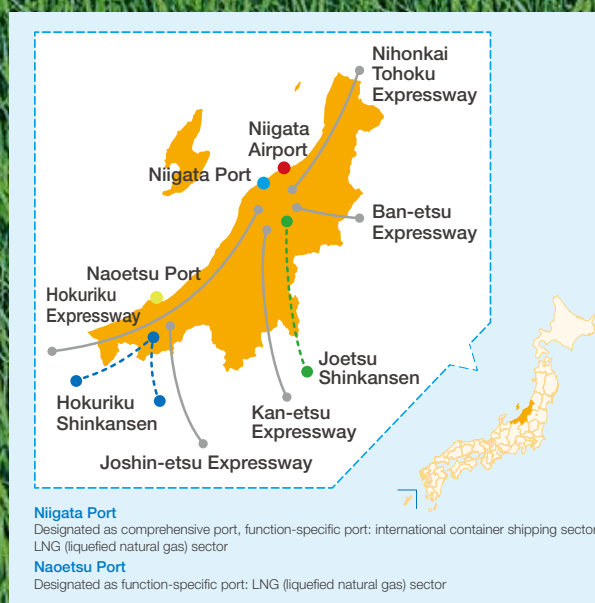 Nihonkai
Tohoku
Expressway
Niigata
Airport
Niigata Port
Ban-etsu
Expressway
Naoetsu Port
Hokuriku
Expressway
Joetsu
Shinkansen
Hokuriku
Shinkansen
Kan-etsu
Expressway
Joshin-etsu Expressway
Niigata Port
Designated as comprehensive port, function-specific port: international container shipping sector
LNG (liquefied natural gas) sector
Naoetsu Port
Designated as function-specific port: LNG (liquefied natural gas) sector